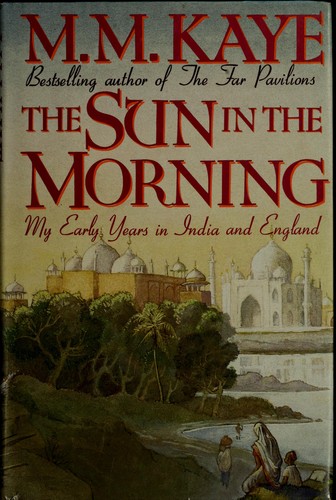 M.M. KAYE
Bestselling author of The Far Pavilions
THE SUN IN THE
MORNING
My Early Years in India and England